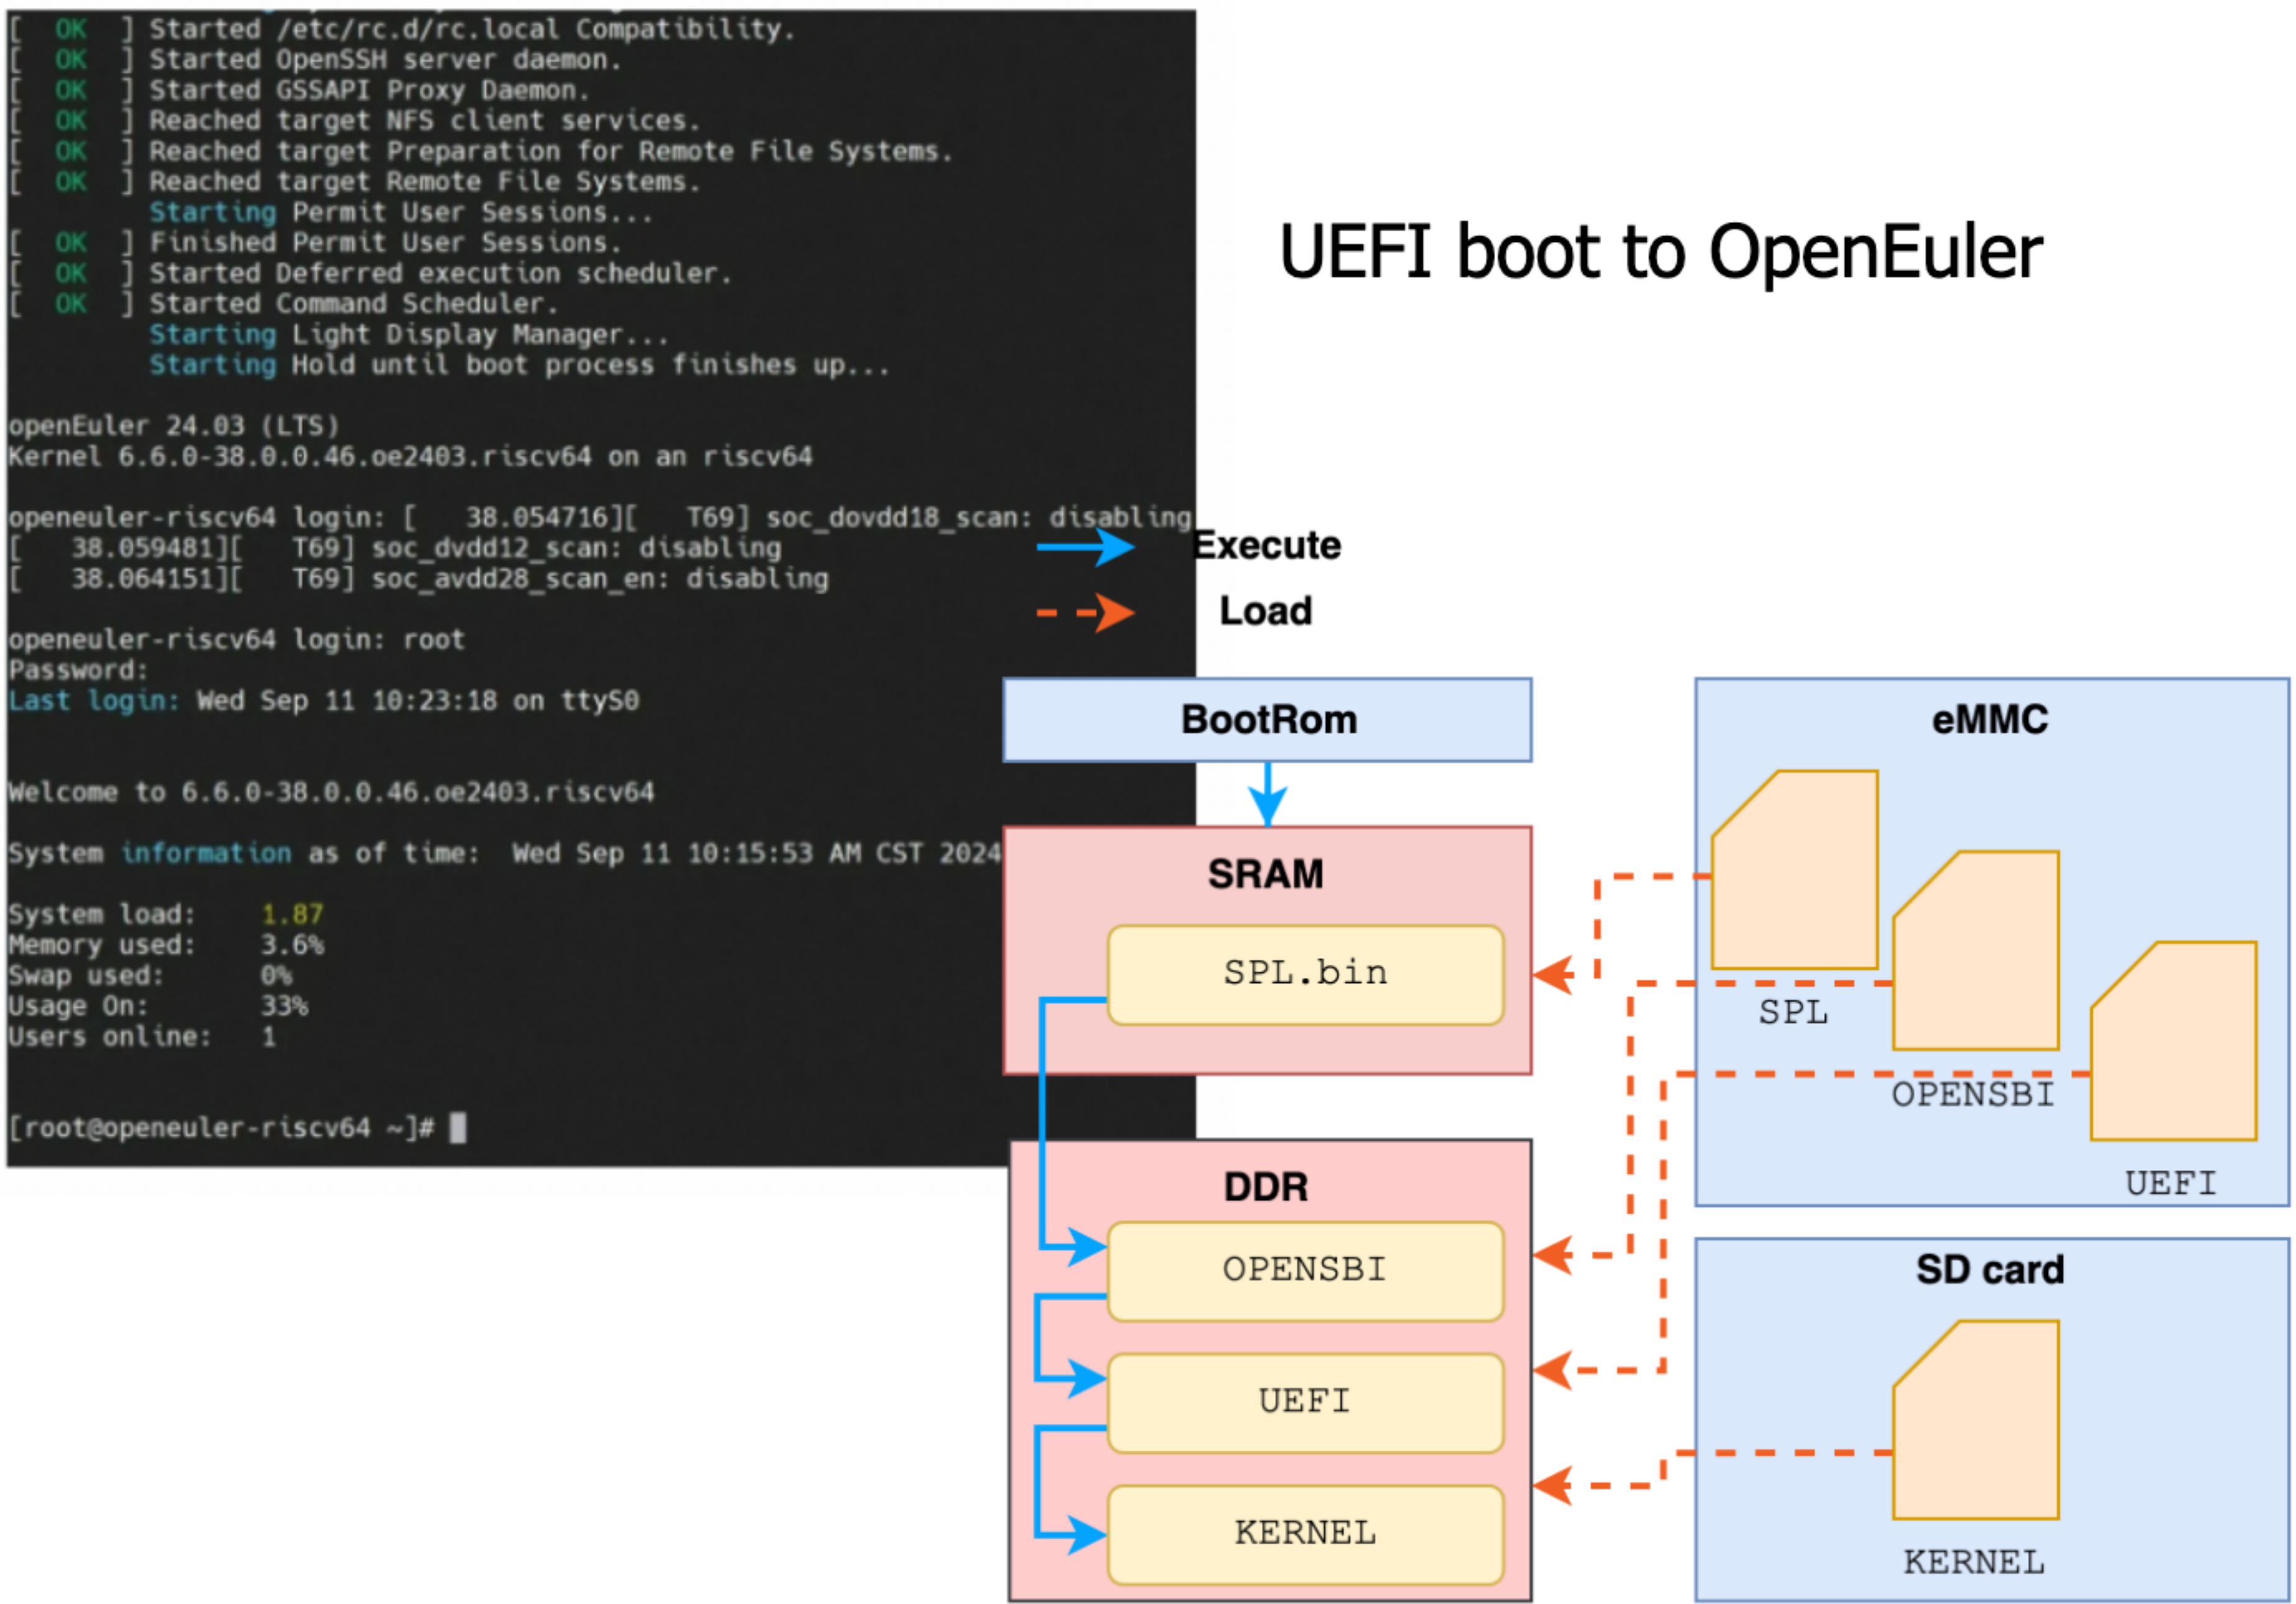 [  OK  ] Started /etc/rc.d/rc.local Compatibility.
[  OK  ] Started OpenSSH server daemon.
[  OK  ] Started GSSAPI Proxy Daemon.
[  OK  ] Reached target NFS client services.
[  OK  ] Reached target Preparation for Remote File Systems.
[  OK  ] Reached target Remote File Systems.
Starting Permit User Sessions...
[  OK  ] Finished Permit User Sessions.
[  OK  ] Started Deferred execution scheduler.
[  OK  ] Started Command Scheduler.
Starting Light Display Manager...
Starting Hold until boot process finishes up...
openEuler 24.03 (LTS)
Kernel 6.6.0-38.0.0.46.oe2403.riscv64 on an riscv64
openeuler-riscv64 login: [   38.054716][   T69] soc_dovdd18_scan: disabling
[   38.059481][   T69] soc_dvdd12_scan: disabling
[   38.064151][   T69] soc_avdd28_scan_en: disabling
openeuler-riscv64 login: root
Password:
Last login: Wed Sep 11 10:23:18 on ttyS0
Welcome to 6.6.0-38.0.0.46.oe2403.riscv64
System information as of time:  Wed Sep 11 10:15:53 AM CST 2024
System load:    1.87
Memory used:    3.6%
Swap used:      0%
Usage On:       33%
Users online:   1
[root@openeuler-riscv64 ~]#
UEFI boot to OpenEuler
Execute
Load
BootRom
SRAM
SPL.bin
DDR
OPENSBI
UEFI
KERNEL
eMMC
SPL
OPENSBI
UEFI
SD card
KERNEL